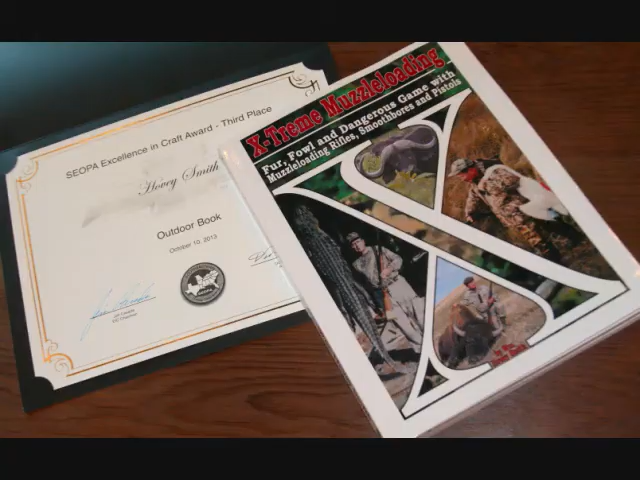 SEOPA Excellence in Craft Award - Third Place
Hovey Smith
Outdoor Book
October 10, 2013
X-Treme Muzzleloading
Fur, Fowl and Dangerous Game with
Muzzleloading Rifles, Smoothbores and Pistols